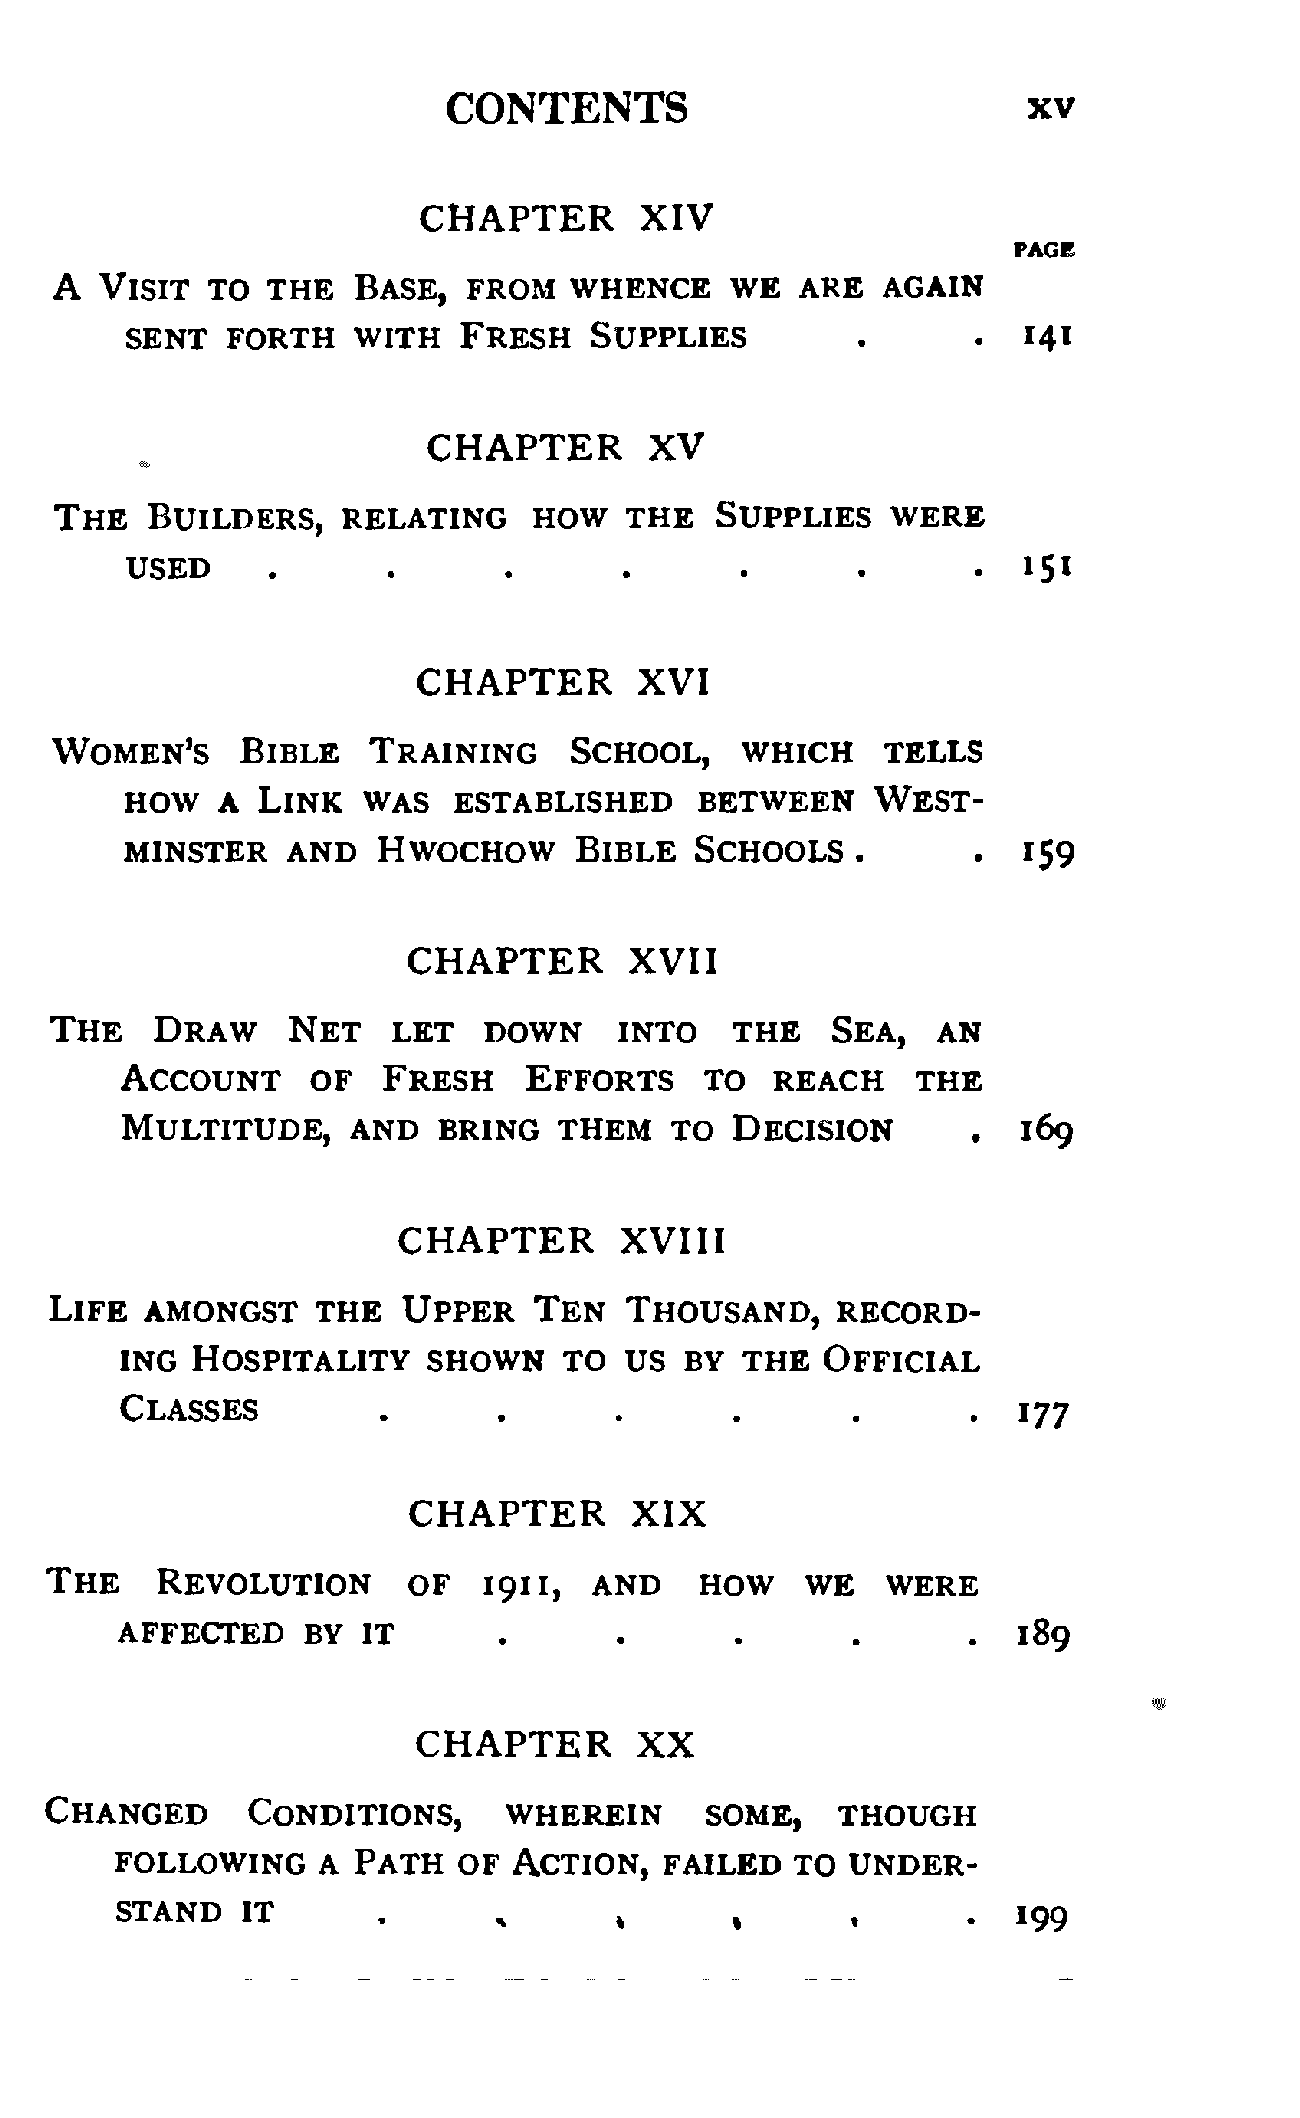 CONTENTS xv
CHAPTER XIV
PAGE
A Visit to the Base, from whence we are again
sent forth with Fresh Supplies . . 141
CHAPTER XV
The Builders, relating how the Supplies were
used . . . . . . . 151
CHAPTER XVI
Women's Bible Training School, which tells
how a Link was established between West-
minster and Hwochow Bible Schools . . 159
CHAPTER XVII
The Draw Net let down into the Sea, an
Account of Fresh Efforts to reach the
Multitude, and bring them to Decision . 169
CHAPTER XVIII
Life amongst the Upper Ten Thousand, record-
ing Hospitality shown to us by the Official
Classes . . . . . . 177
CHAPTER XIX
The Revolution of 1911, and how we were
affected by it . . . . . 189
CHAPTER XX
Changed Conditions, wherein some, though
following a Path of Action, failed to under-
stand it . . . . . . 199